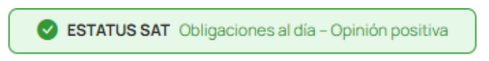 ESTATUS SAT Obligaciones al día – Opinión positiva